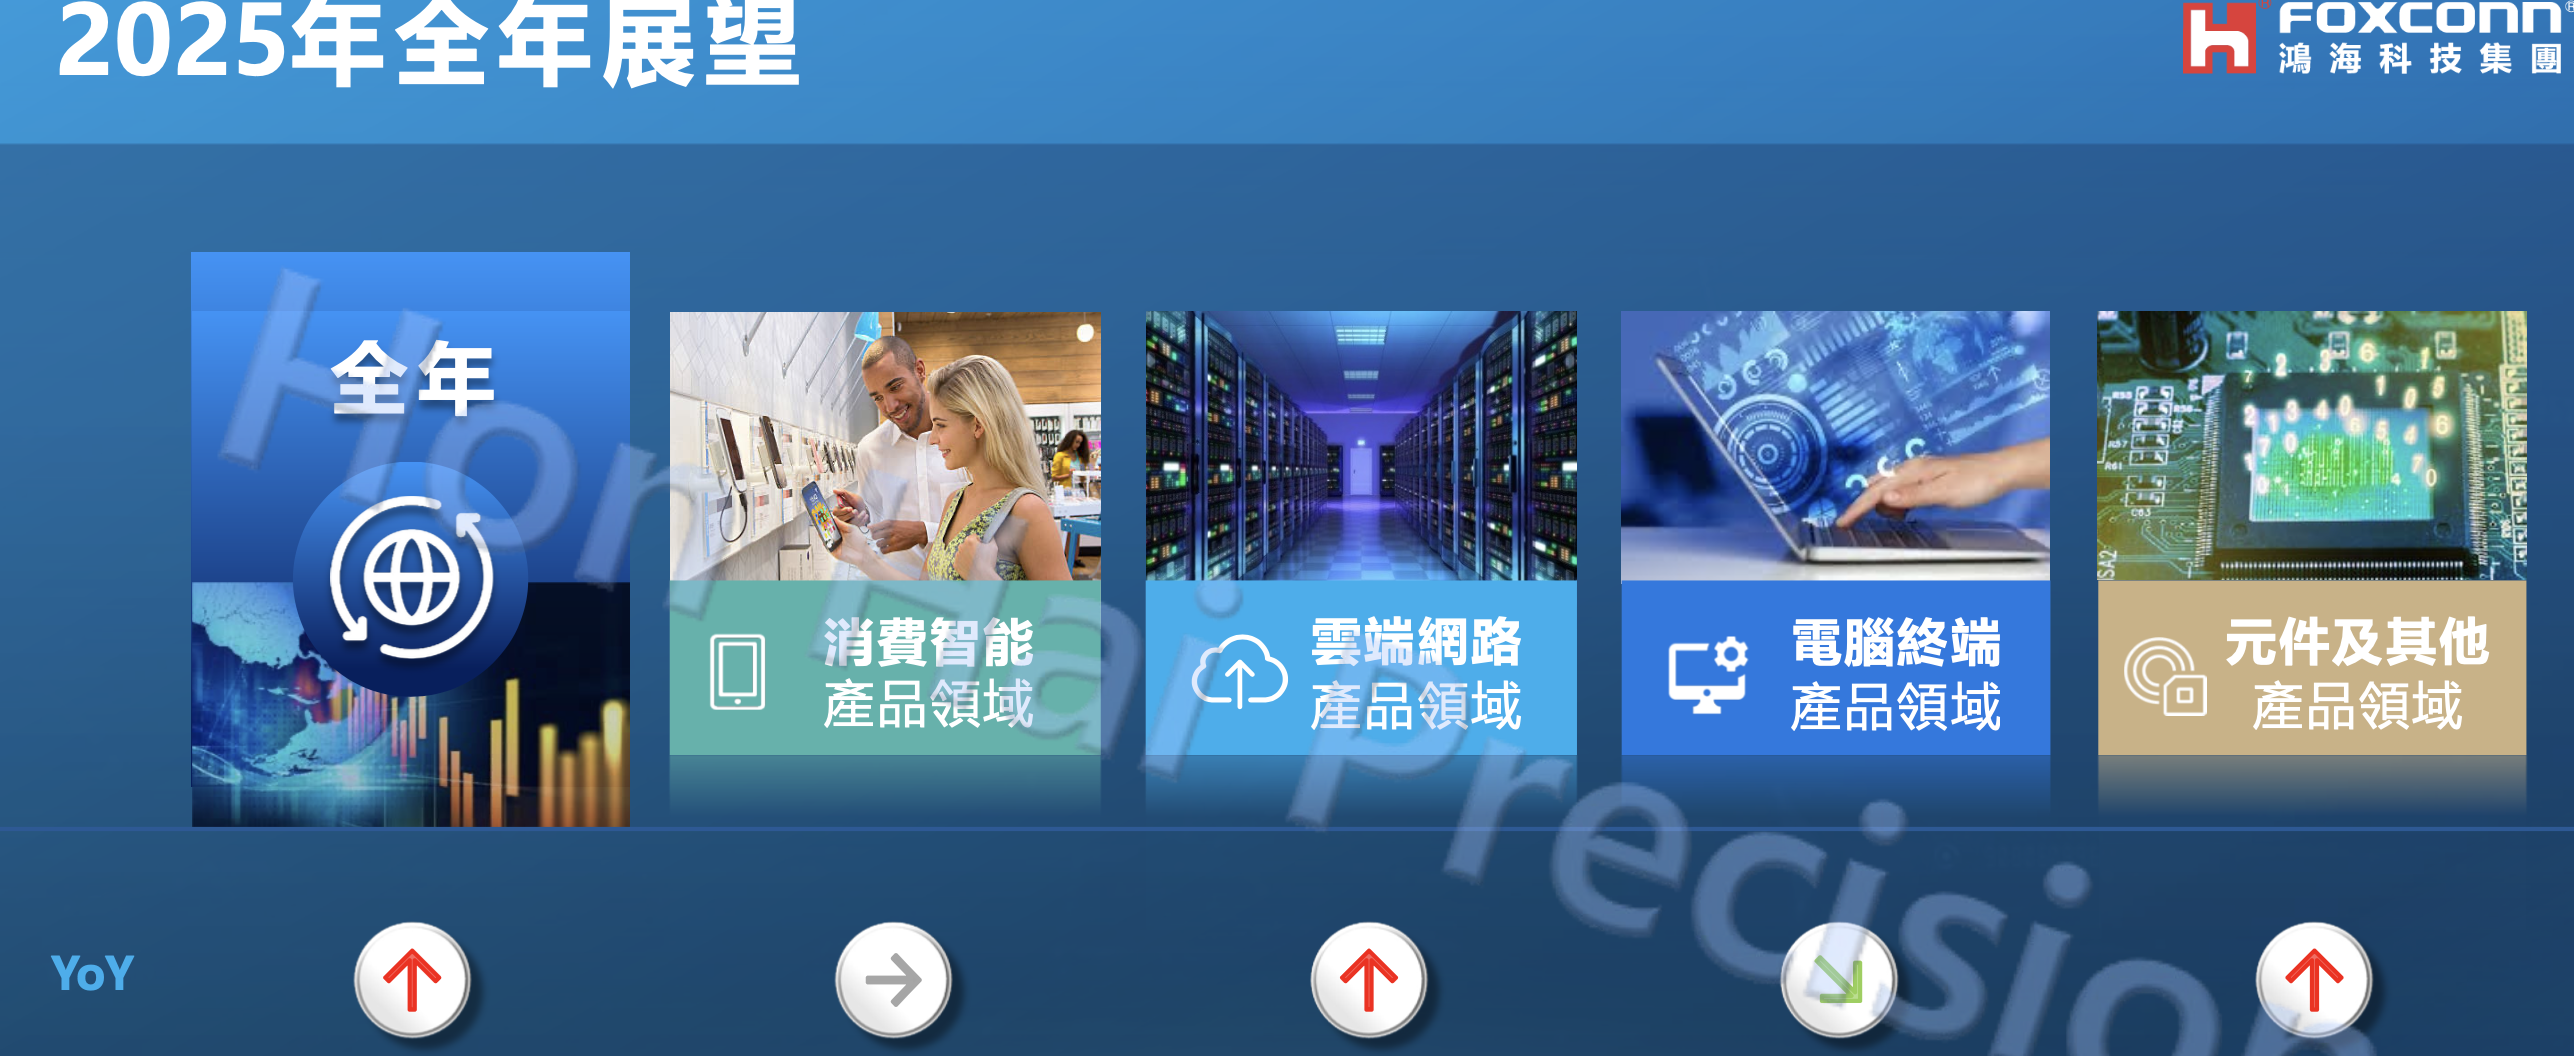 2025年全年展望
FOXCONN®
鴻海科技集團
全年
消費智能
產品領域
雲端網路
產品領域
電腦終端
產品領域
元件及其他
產品領域
YoY
Hon Hai Precision